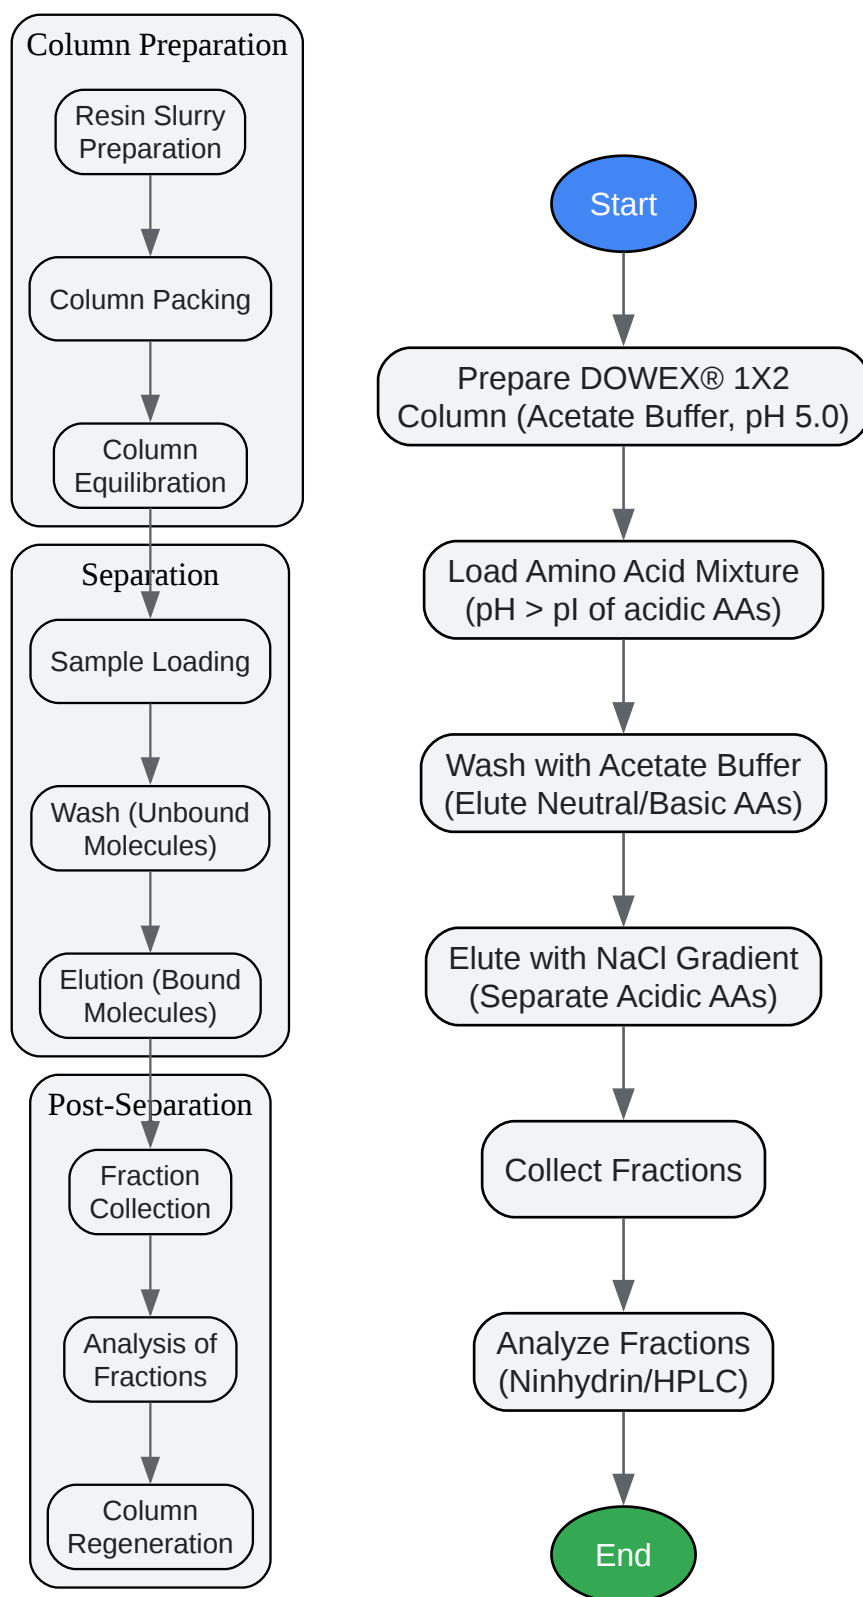 Column Preparation
Resin Slurry
Preparation
Column Packing
Column
Equilibration
Separation
Sample Loading
Wash (Unbound
Molecules)
Elution (Bound
Molecules)
Post-Separation
Fraction
Collection
Analysis of
Fractions
Column
Regeneration
Start
Prepare DOWEX® 1X2
Column (Acetate Buffer, pH 5.0)
Load Amino Acid Mixture
(pH > pI of acidic AAs)
Wash with Acetate Buffer
(Elute Neutral/Basic AAs)
Elute with NaCl Gradient
(Separate Acidic AAs)
Collect Fractions
Analyze Fractions
(Ninhydrin/HPLC)
End